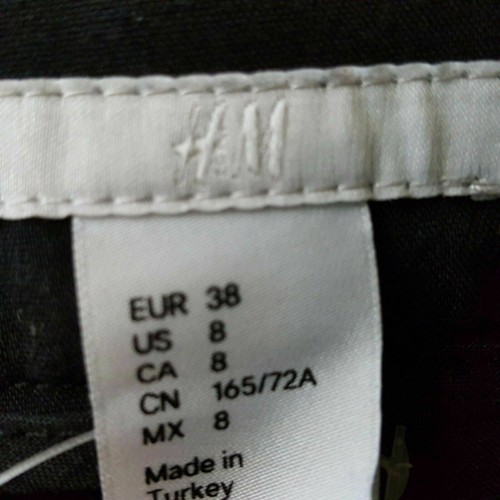 H&M
EUR 38
US 8
CA 8
CN 165/72A
MX 8
Made in
Turkey